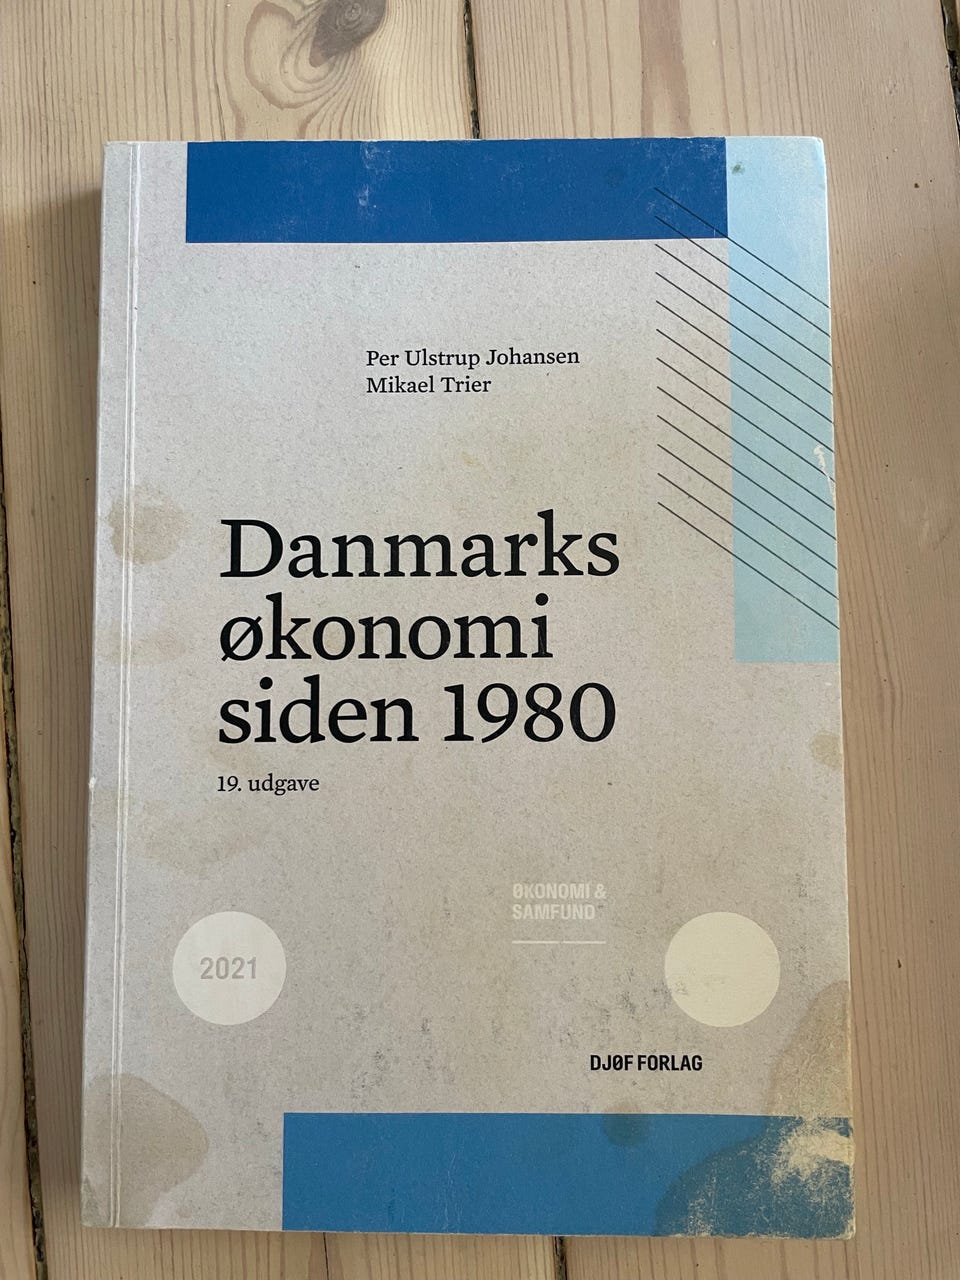 Per Ulstrup Johansen
Mikael Trier
Danmarks
økonomi
siden 1980
19. udgave
ØKONOMI &
SAMFUND
2021
DJØF FORLAG